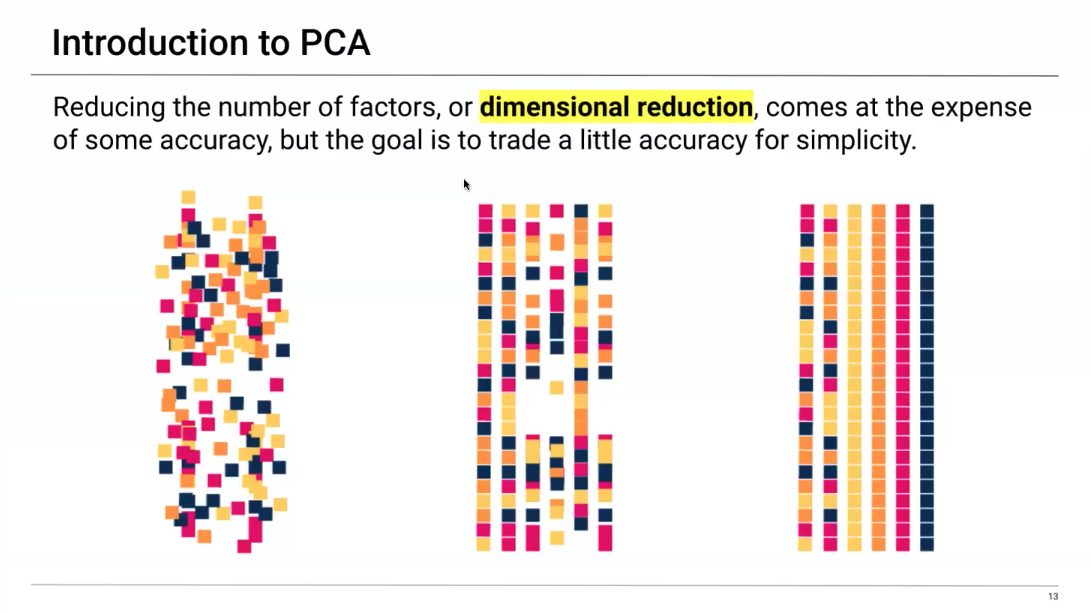 Introduction to PCA
Reducing the number of factors, or dimensional reduction, comes at the expense
of some accuracy, but the goal is to trade a little accuracy for simplicity.
13